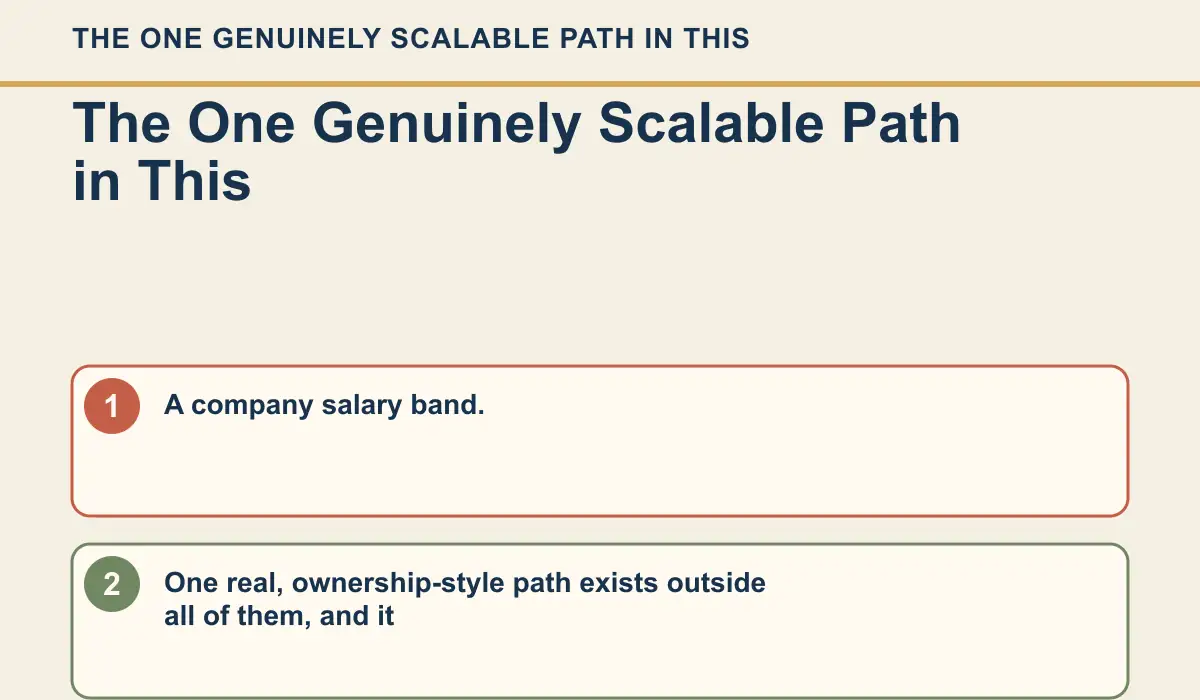 THE ONE GENUINELY SCALABLE PATH IN THIS
The One Genuinely Scalable Path
in This
1
A company salary band.
2
One real, ownership-style path exists outside
all of them, and it